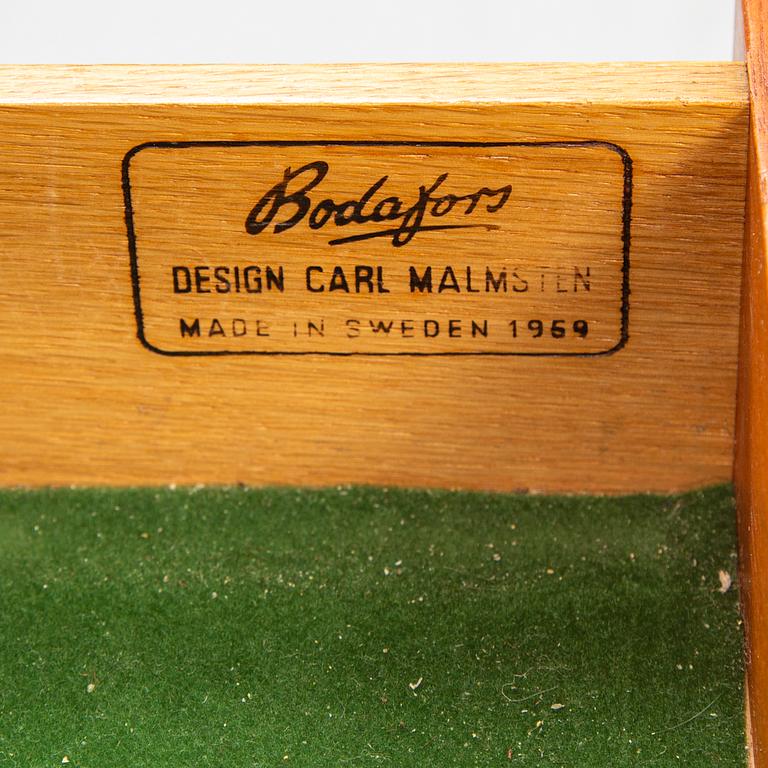 Bodafors
DESIGN CARL MALMSTEN
MADE IN SWEDEN 1969